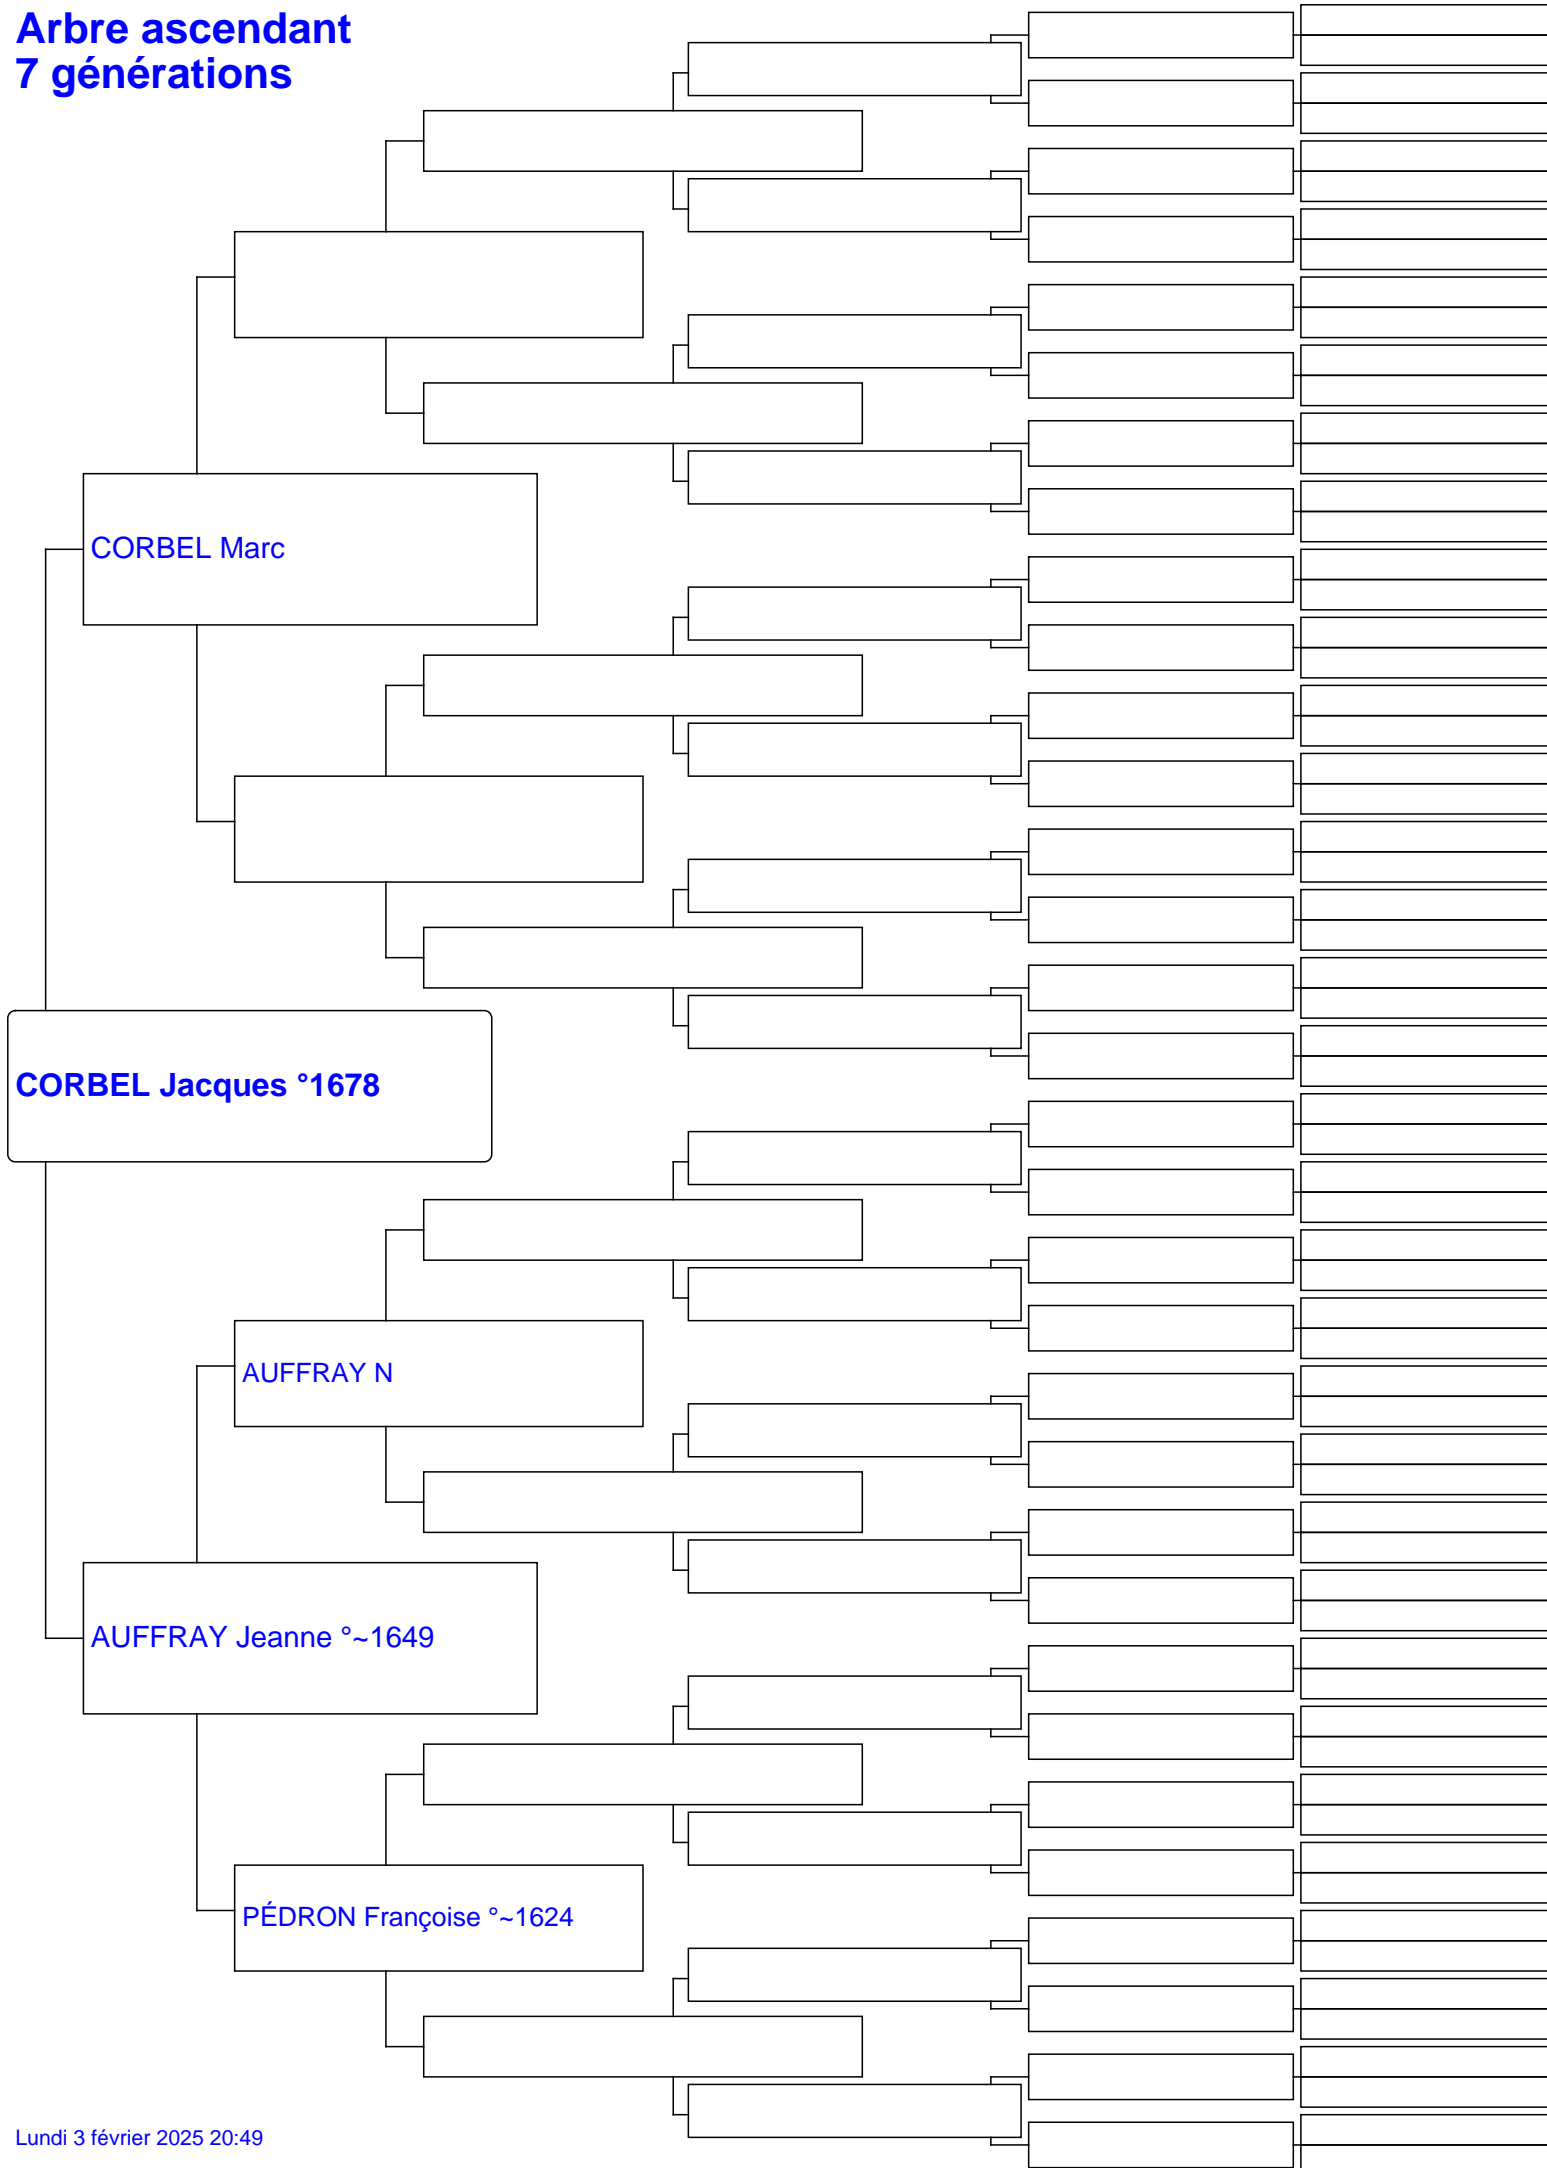 Arbre ascendant
7 générations
CORBEL Marc
CORBEL Jacques °1678
AUFFRAY N
AUFFRAY Jeanne °~1649
PÉDRON Françoise °~1624
Lundi 3 février 2025 20:49